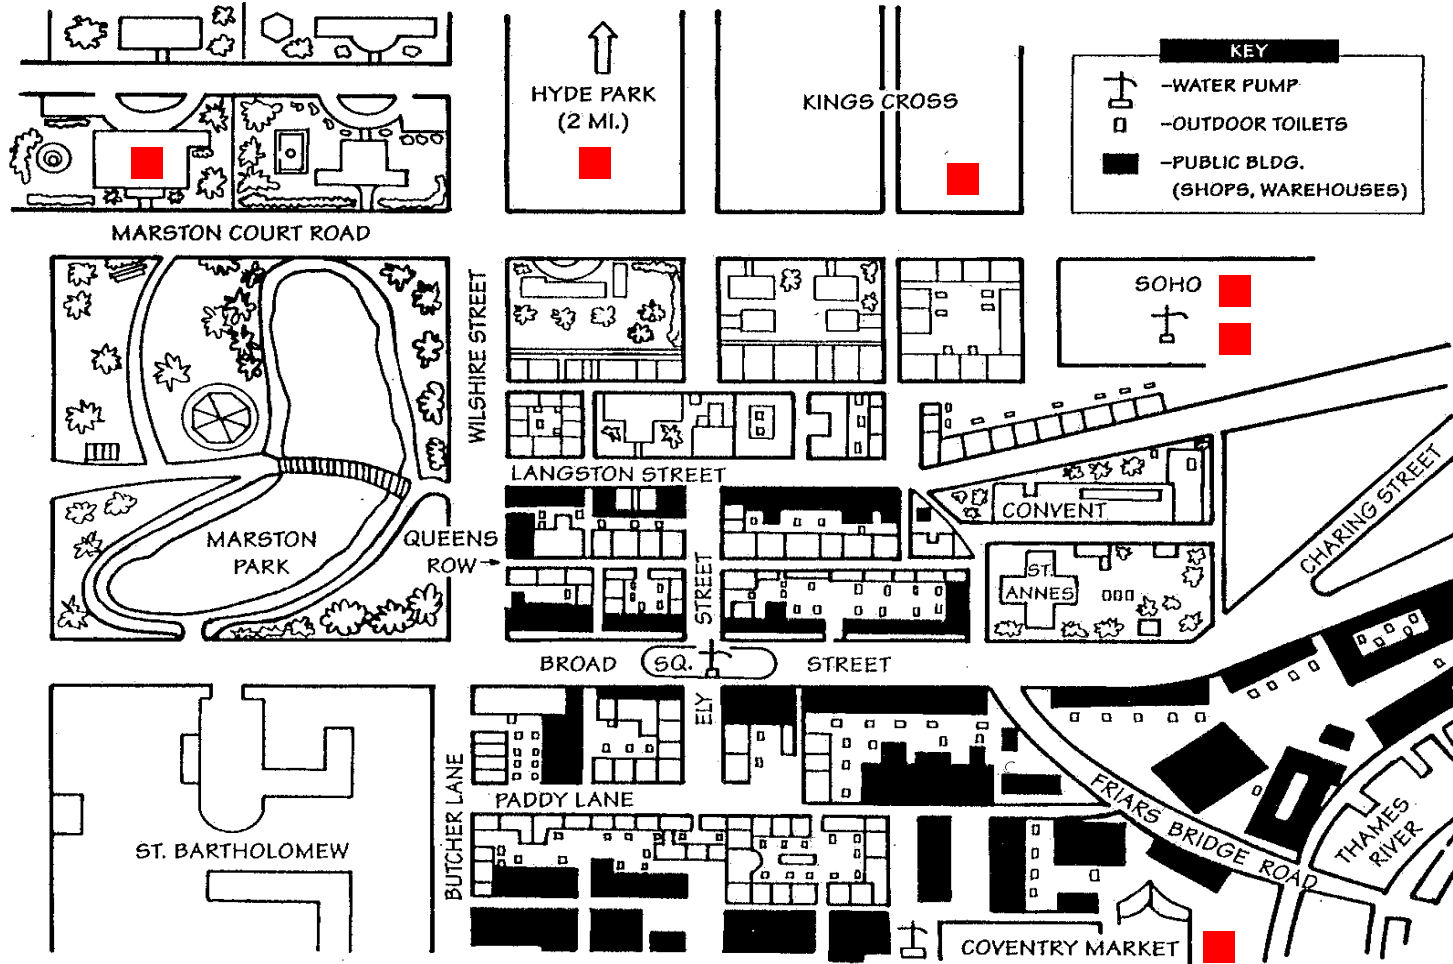 HYDE PARK
(2 MI.)
KINGS CROSS
KEY
-WATER PUMP
-OUTDOOR TOILETS
-PUBLIC BLDG.
(SHOPS, WAREHOUSES)
MARSTON COURT ROAD
WILSHIRE STREET
SOHO
LANGSTON STREET
CONVENT
CHARING STREET
MARSTON
PARK
QUEENS
ROW
STREET
ST.
ANNES
BROAD
SQ.
STREET
ELY
BUTCHER LANE
PADDY LANE
FRIARS BRIDGE ROAD
THAMES
RIVER
ST. BARTHOLOMEW
COVENTRY MARKET